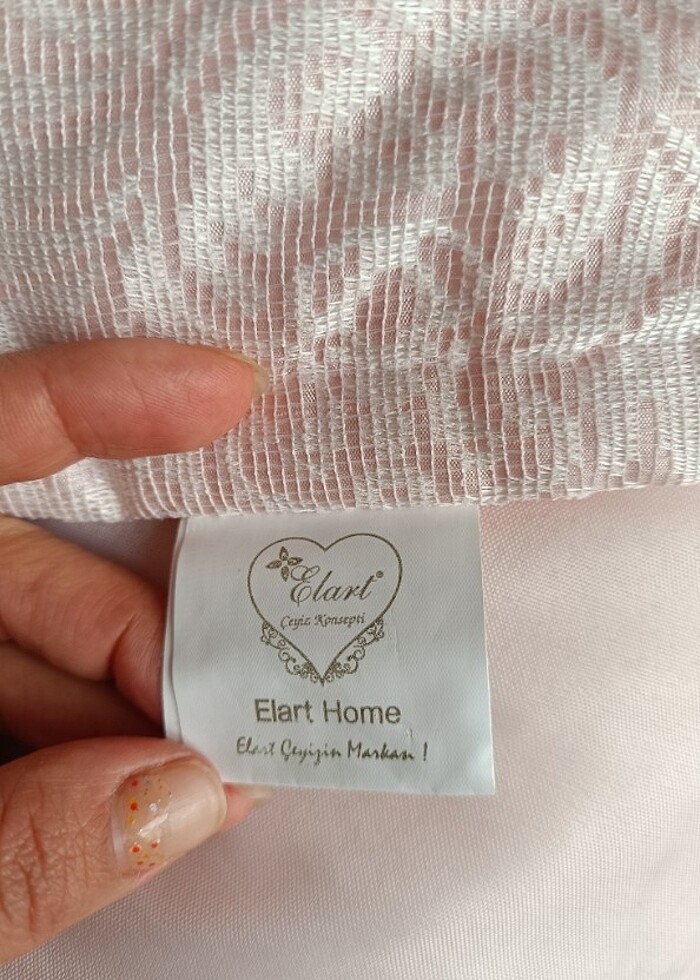 Elart®
Çeyiz Konsepti
Elart Home
Elart Çeyizin Markası !